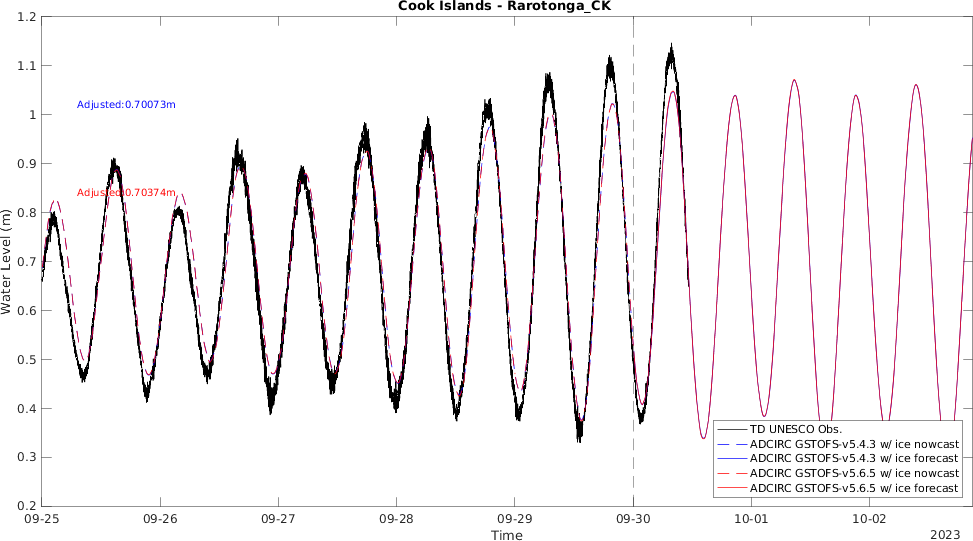 Cook Islands - Rarotonga_CK
1.2
1.1
1
0.9
0.8
0.7
0.6
0.5
0.4
0.3
0.2
Water Level (m)
Adjusted:0.70073m
Adjusted:0.70374m
TD UNESCO Obs.
ADCIRC GSTOFS-v5.4.3 w/ ice nowcast
ADCIRC GSTOFS-v5.4.3 w/ ice forecast
ADCIRC GSTOFS-v5.6.5 w/ ice nowcast
ADCIRC GSTOFS-v5.6.5 w/ ice forecast
09-25 09-26 09-27 09-28 09-29 09-30 10-01 10-02
Time
2023